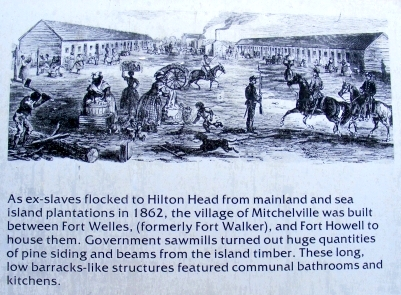 As ex-slaves flocked to Hilton Head from mainland and sea
island plantations in 1862, the village of Mitchelville was built
between Fort Welles, (formerly Fort Walker), and Fort Howell to
house them. Government sawmills turned out huge quantities
of pine siding and beams from the island timber. These long,
low barracks-like structures featured communal bathrooms and
kitchens.